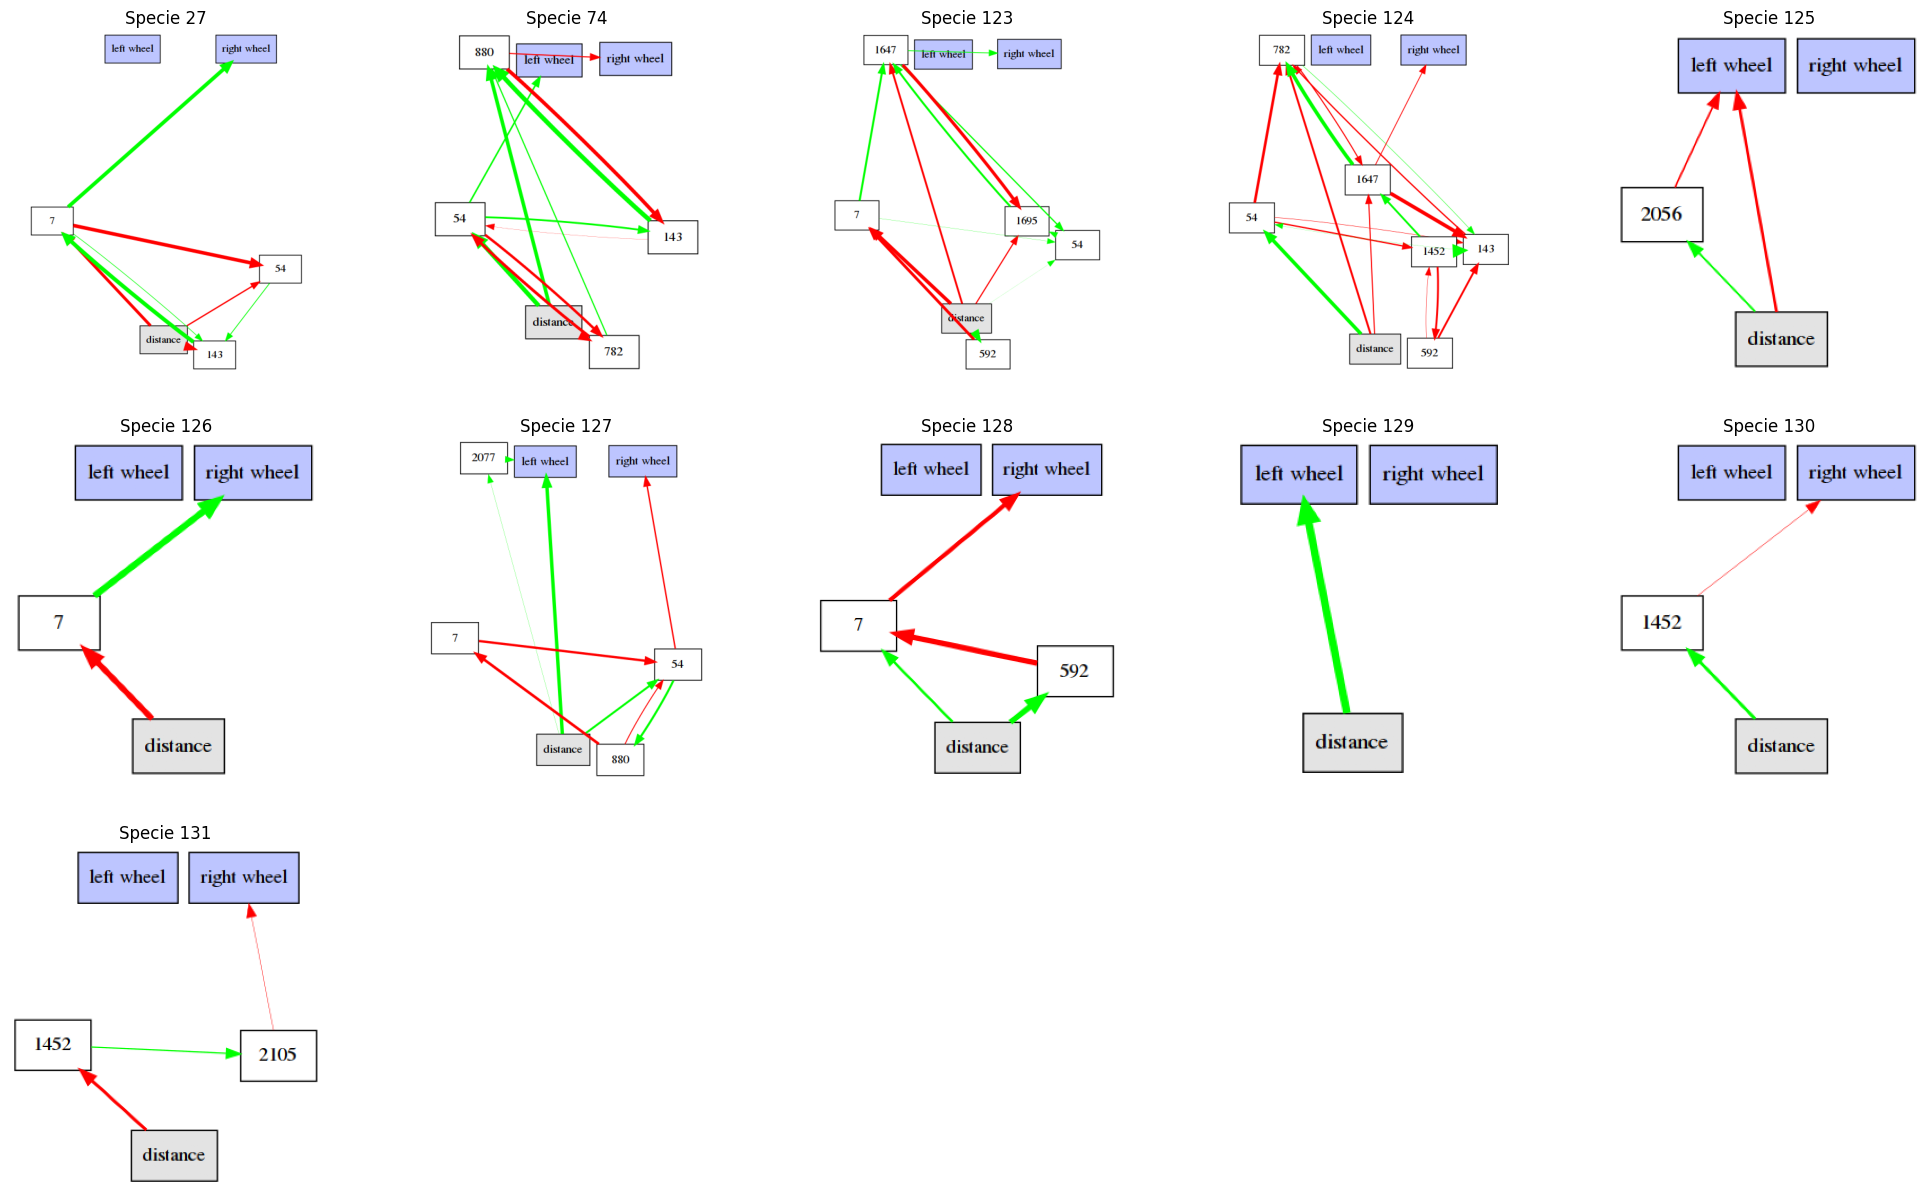 Specie 27
left wheel
right wheel
7
54
distance
143
Specie 74
880
left wheel
right wheel
54
143
distance
782
Specie 123
1647
left wheel
right wheel
7
1695
54
distance
592
Specie 124
782
left wheel
right wheel
1647
54
1452
143
distance
592
Specie 125
left wheel
right wheel
2056
distance
Specie 126
left wheel
right wheel
7
distance
Specie 127
2077
left wheel
right wheel
7
54
distance
880
Specie 128
left wheel
right wheel
7
592
distance
Specie 129
left wheel
right wheel
distance
Specie 130
left wheel
right wheel
1452
distance
Specie 131
left wheel
right wheel
1452
2105
distance